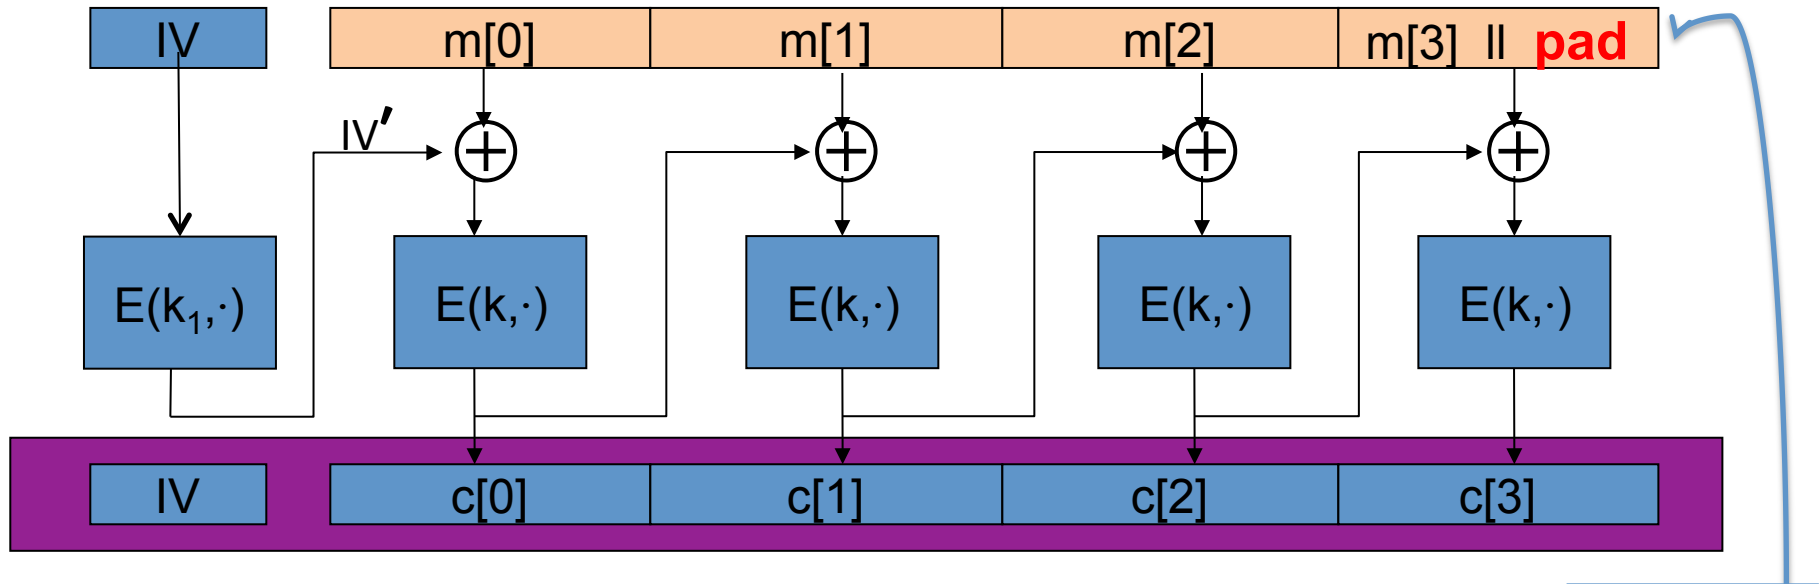 IV m[0] m[1] m[2] m[3] ll pad
IV′
E(k₁,·) E(k,·) E(k,·) E(k,·) E(k,·)
IV c[0] c[1] c[2] c[3]